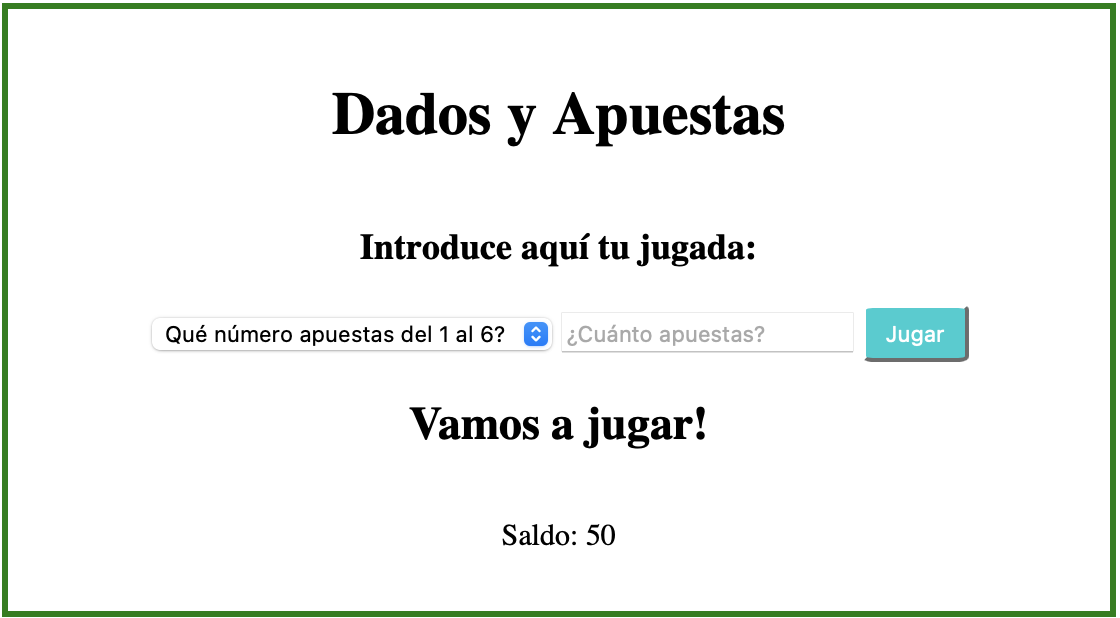 Dados y Apuestas
Introduce aquí tu jugada:
Qué número apuestas del 1 al 6? ¿Cuánto apuestas? Jugar
Vamos a jugar!
Saldo: 50